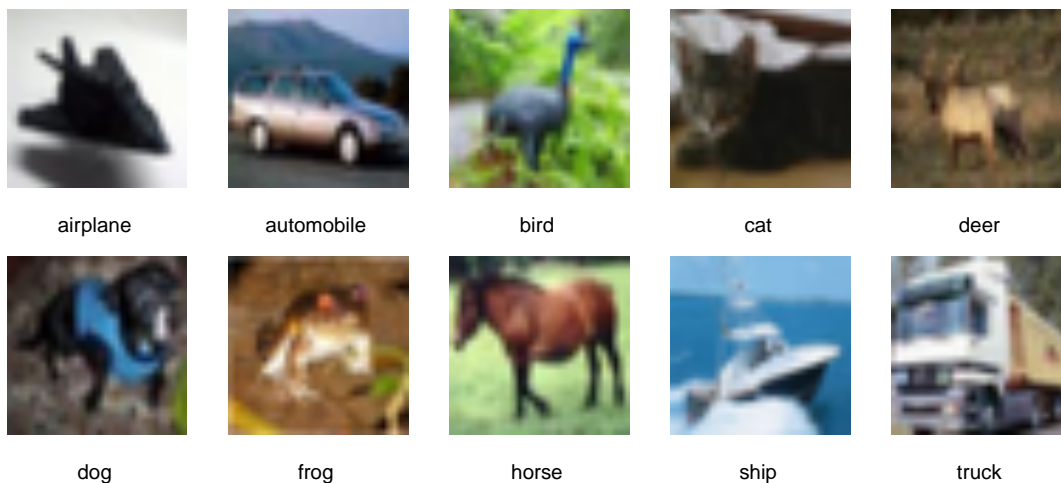 airplane
automobile
bird
cat
deer
dog
frog
horse
ship
truck